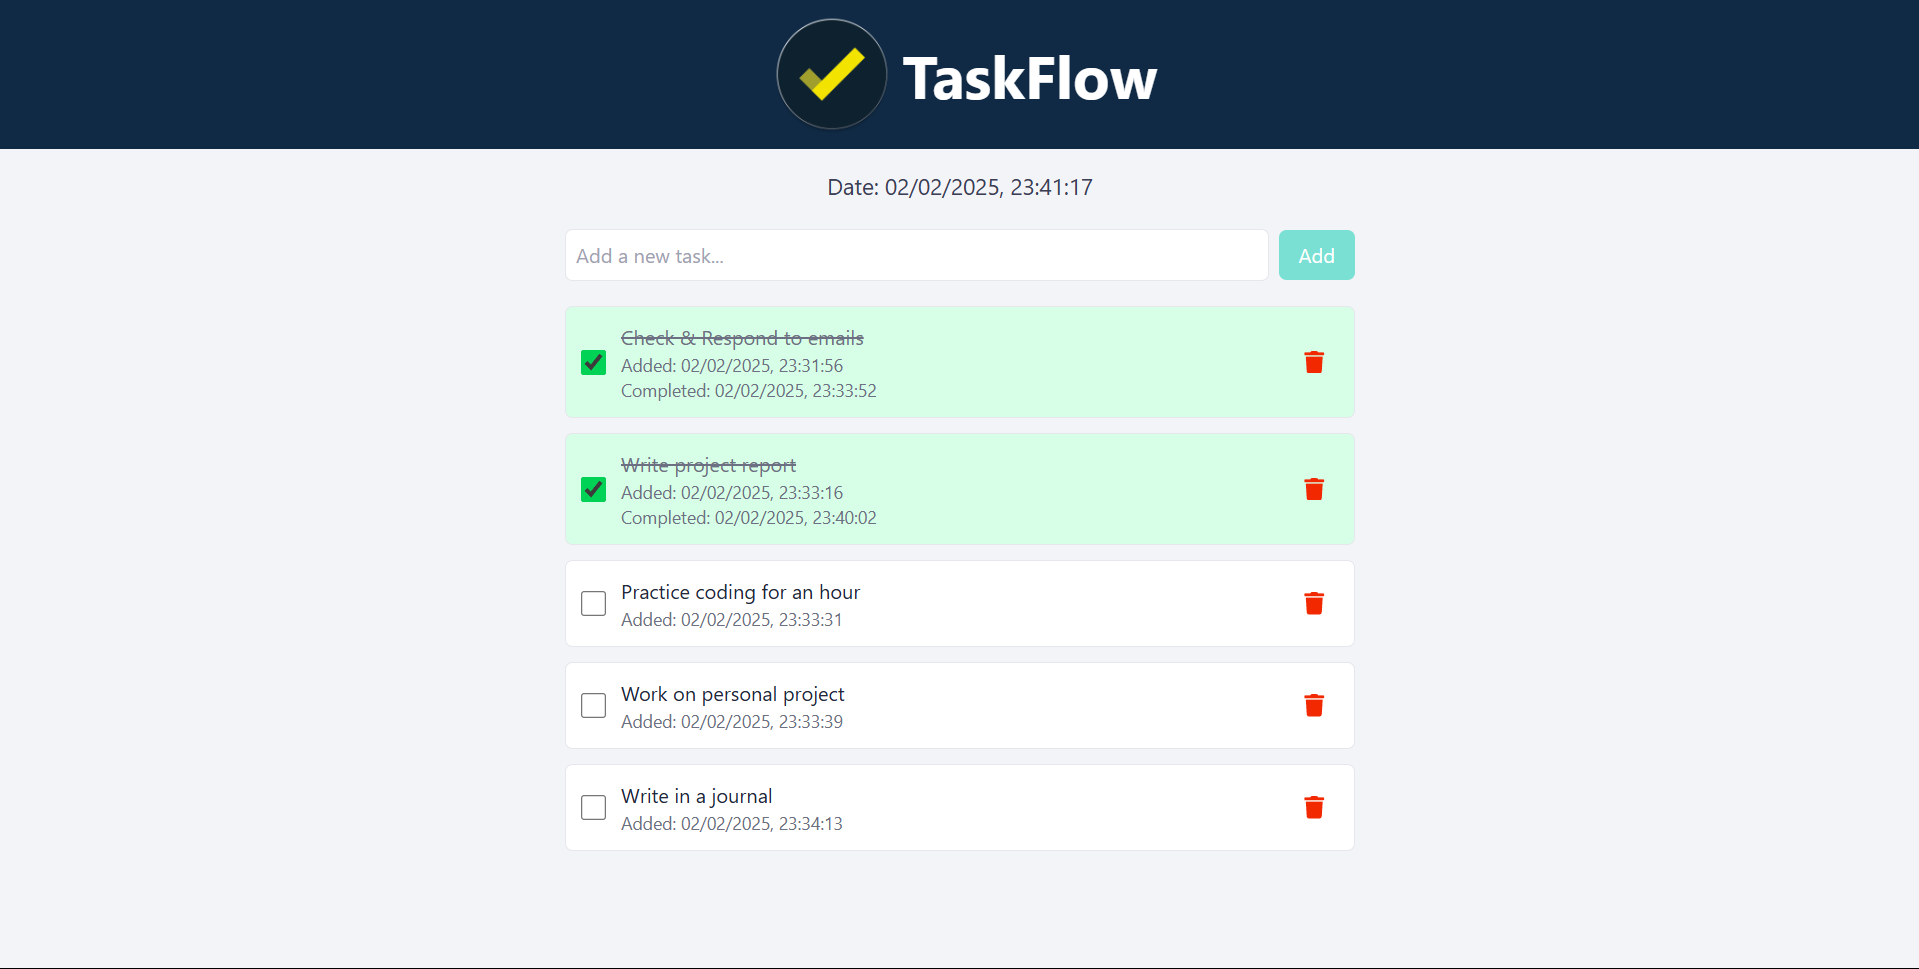 TaskFlow
Date: 02/02/2025, 23:41:17
Add a new task...
Add
Check & Respond to emails
Added: 02/02/2025, 23:31:56
Completed: 02/02/2025, 23:33:52
Write project report
Added: 02/02/2025, 23:33:16
Completed: 02/02/2025, 23:40:02
Practice coding for an hour
Added: 02/02/2025, 23:33:31
Work on personal project
Added: 02/02/2025, 23:33:39
Write in a journal
Added: 02/02/2025, 23:34:13